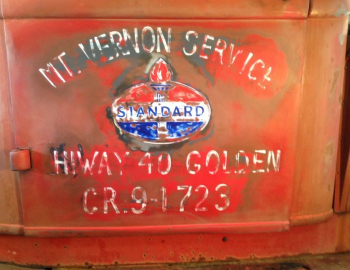 MT. VERNON SERVICE
STANDARD
HIWAY 40 GOLDEN
CR.9-1723